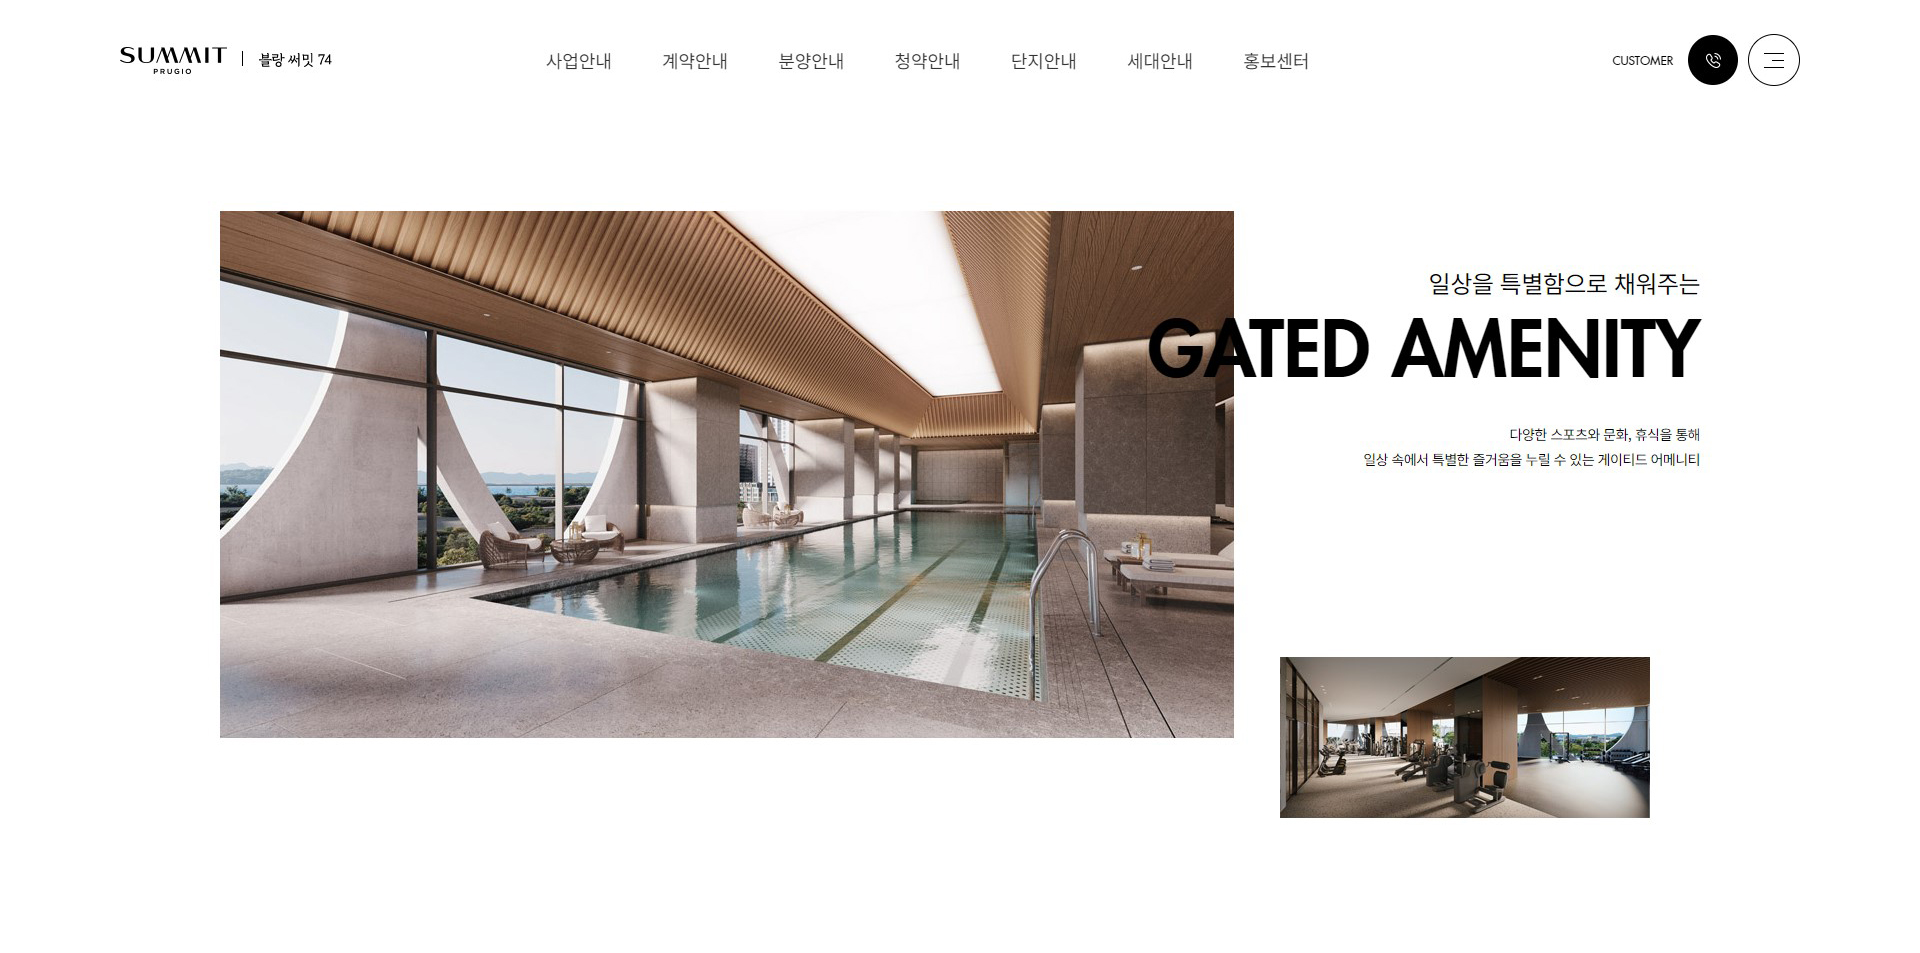 SUMMIT
PRUGIO
블랑 써밋 74
사업안내 계약안내 분양안내 청약안내 단지안내 세대안내 홍보센터
CUSTOMER
일상을 특별함으로 채워주는
GATED AMENITY
다양한 스포츠와 문화, 휴식을 통해
일상 속에서 특별한 즐거움을 누릴 수 있는 게이티드 어메니티